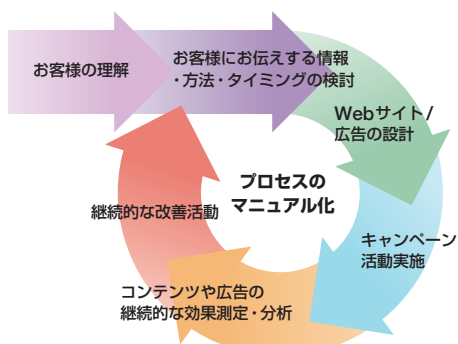 お客様の理解
お客様にお伝えする情報
・方法・タイミングの検討
Webサイト/
広告の設計
プロセスの
マニュアル化
キャンペーン
活動実施
コンテンツや広告の
継続的な効果測定・分析
継続的な改善活動